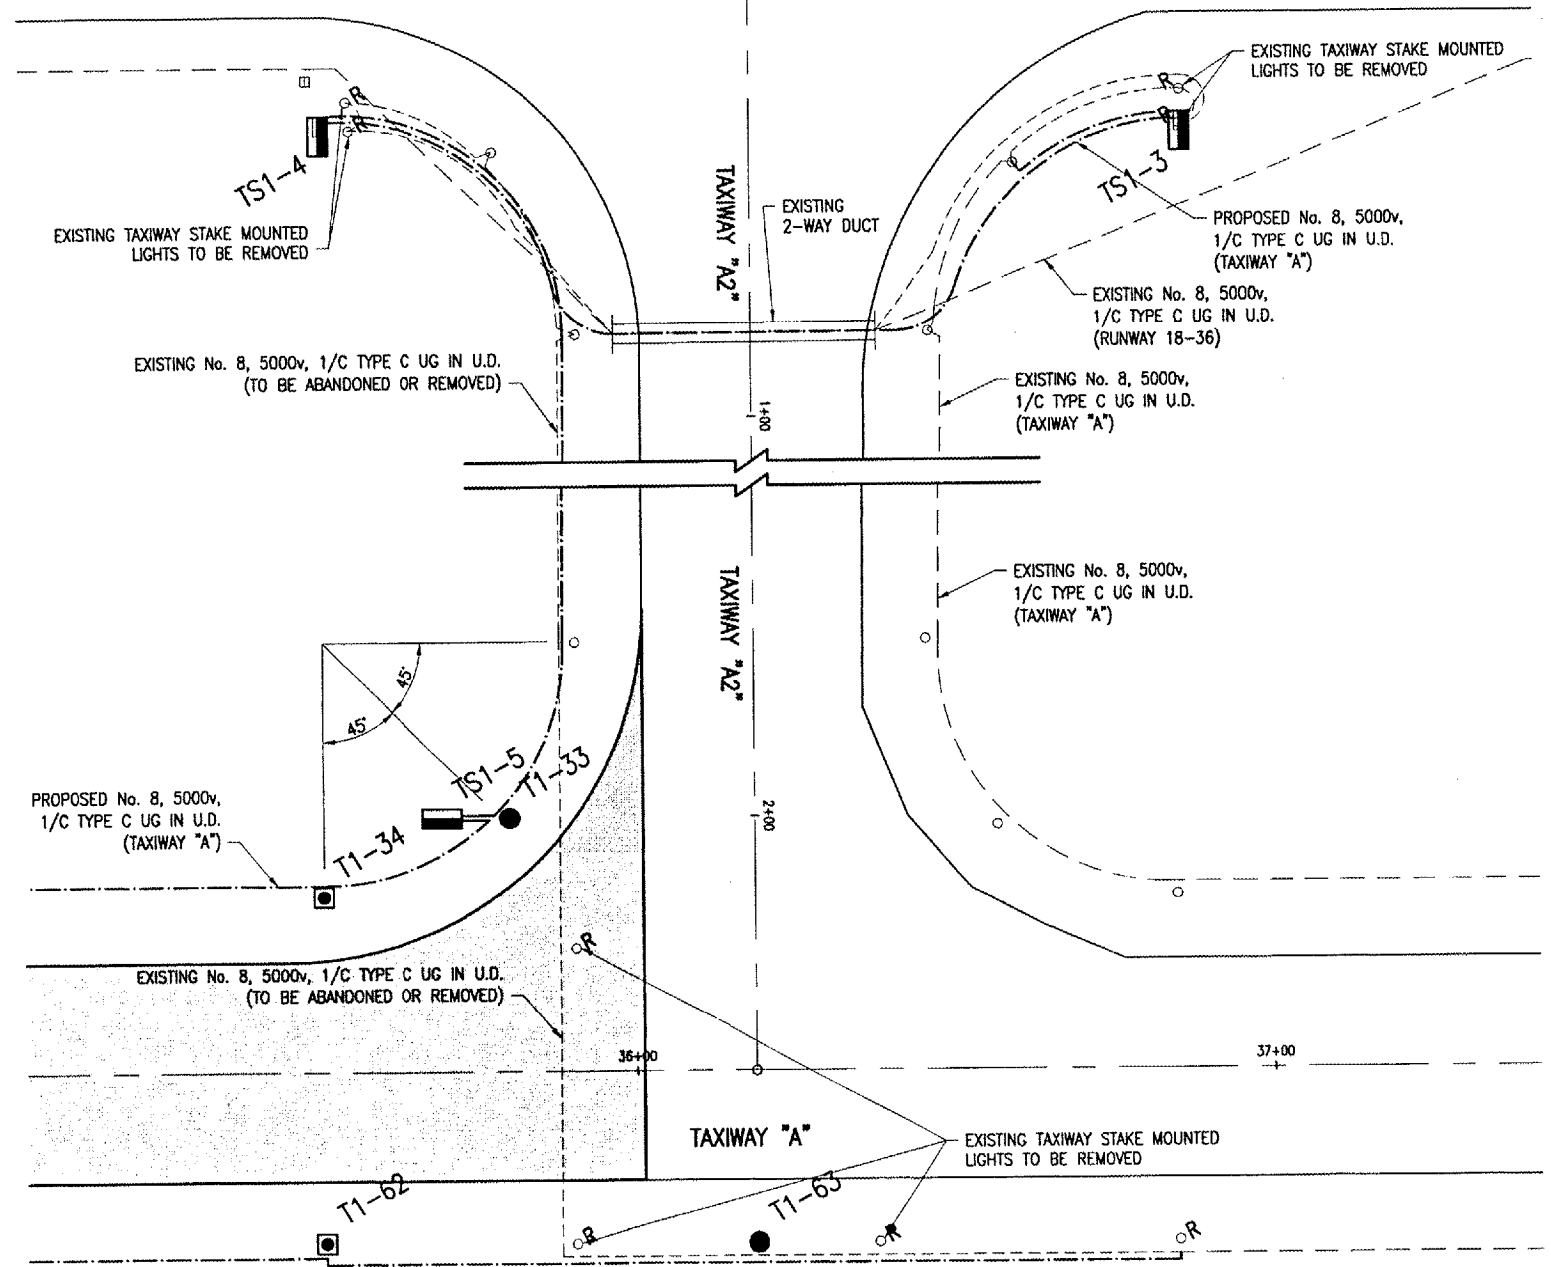 EXISTING TAXIWAY STAKE MOUNTED
LIGHTS TO BE REMOVED
R
R
R
R
TS1-4
TS1-3
TAXIWAY "A2"
EXISTING
2-WAY DUCT
PROPOSED No. 8, 5000v,
1/C TYPE C UG IN U.D.
(TAXIWAY "A")
EXISTING TAXIWAY STAKE MOUNTED
LIGHTS TO BE REMOVED
EXISTING No. 8, 5000v,
1/C TYPE C UG IN U.D.
(RUNWAY 18-36)
EXISTING No. 8, 5000v, 1/C TYPE C UG IN U.D.
(TO BE ABANDONED OR REMOVED)
EXISTING No. 8, 5000v,
1/C TYPE C UG IN U.D.
(TAXIWAY "A")
1+00
TAXIWAY "A2"
EXISTING No. 8, 5000v,
1/C TYPE C UG IN U.D.
(TAXIWAY "A")
45°
45°
TS1-5
T1-33
PROPOSED No. 8, 5000v,
1/C TYPE C UG IN U.D.
(TAXIWAY "A")
T1-34
2+00
R
EXISTING No. 8, 5000v, 1/C TYPE C UG IN U.D.
(TO BE ABANDONED OR REMOVED)
36+00
37+00
TAXIWAY "A"
EXISTING TAXIWAY STAKE MOUNTED
LIGHTS TO BE REMOVED
T1-62
T1-63
R
R
R